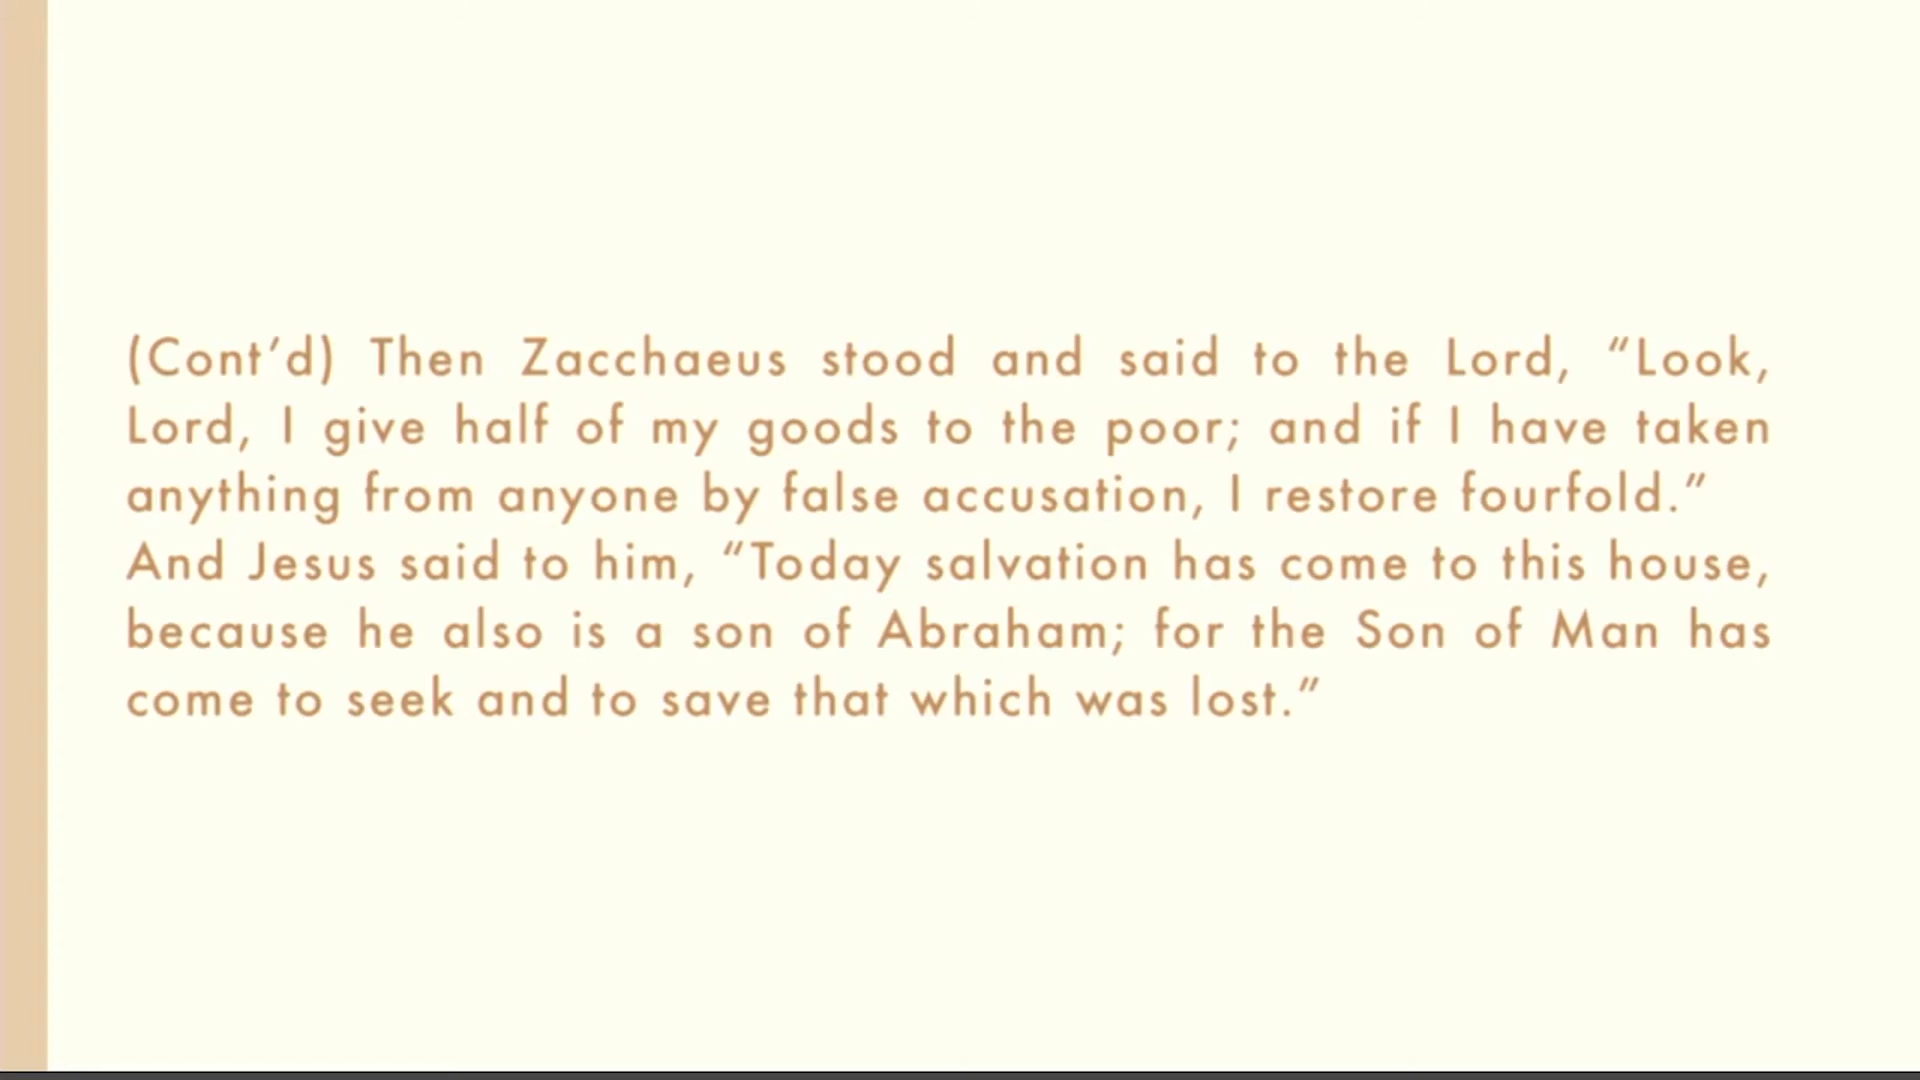 (Cont’d) Then Zacchaeus stood and said to the Lord, “Look,
Lord, I give half of my goods to the poor; and if I have taken
anything from anyone by false accusation, I restore fourfold.”
And Jesus said to him, “Today salvation has come to this house,
because he also is a son of Abraham; for the Son of Man has
come to seek and to save that which was lost.”